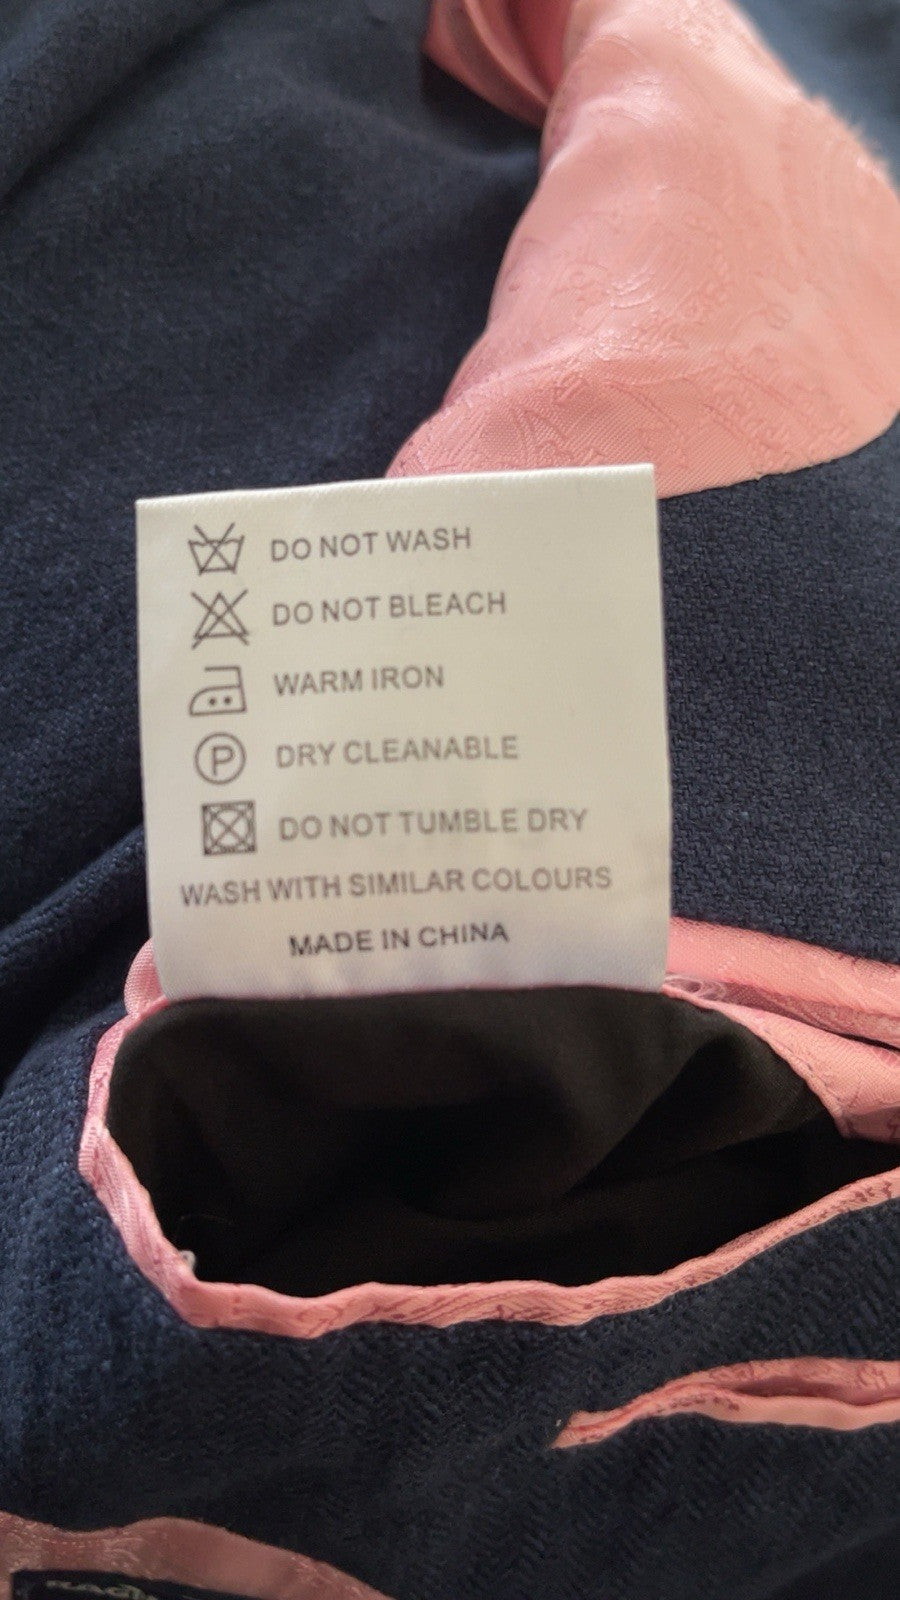 DO NOT WASH
DO NOT BLEACH
WARM IRON
P DRY CLEANABLE
DO NOT TUMBLE DRY
WASH WITH SIMILAR COLOURS
MADE IN CHINA